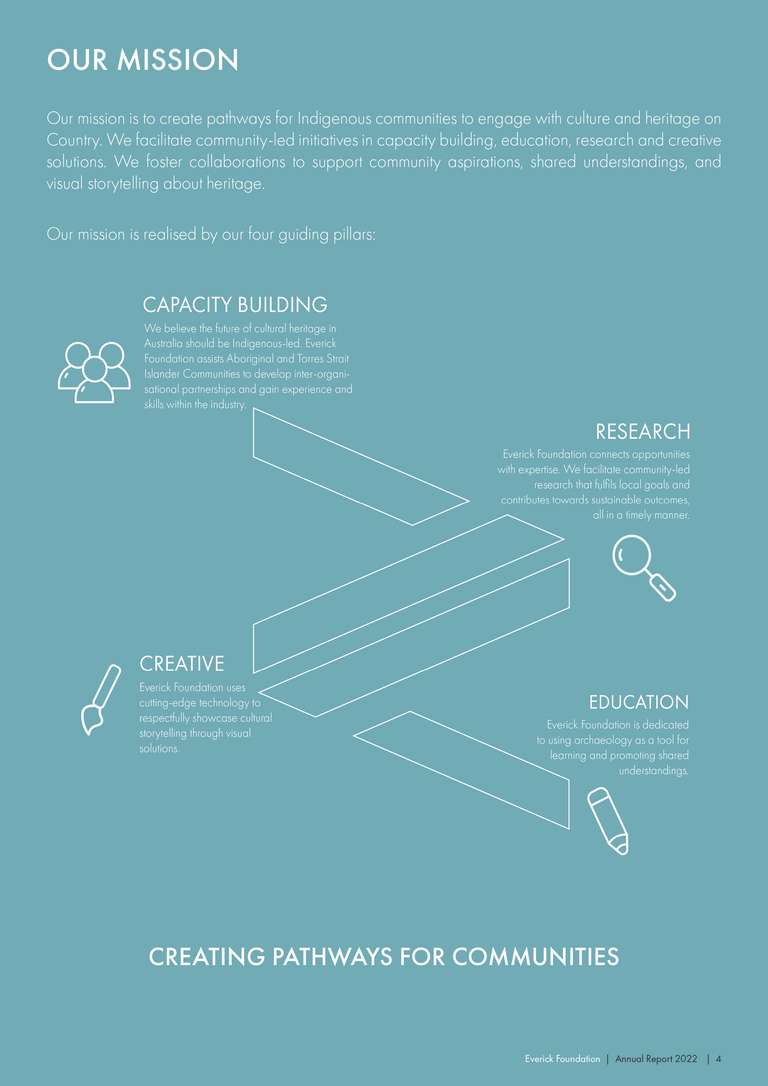 OUR MISSION
Our mission is to create pathways for Indigenous communities to engage with culture and heritage on
Country. We facilitate community-led initiatives in capacity building, education, research and creative
solutions. We foster collaborations to support community aspirations, shared understandings, and
visual storytelling about heritage.
Our mission is realised by our four guiding pillars:
CAPACITY BUILDING
We believe the future of cultural heritage in
Australia should be Indigenous-led. Everick
Foundation assists Aboriginal and Torres Strait
Islander Communities to develop inter-organi-
sational partnerships and gain experience and
skills within the industry.
RESEARCH
Everick Foundation connects opportunities
with expertise. We facilitate community-led
research that fulfils local goals and
contributes towards sustainable outcomes,
all in a timely manner.
CREATIVE
Everick Foundation uses
cutting-edge technology to
respectfully showcase cultural
storytelling through visual
solutions.
EDUCATION
Everick Foundation is dedicated
to using archaeology as a tool for
learning and promoting shared
understandings.
CREATING PATHWAYS FOR COMMUNITIES
Everick Foundation | Annual Report 2022 | 4